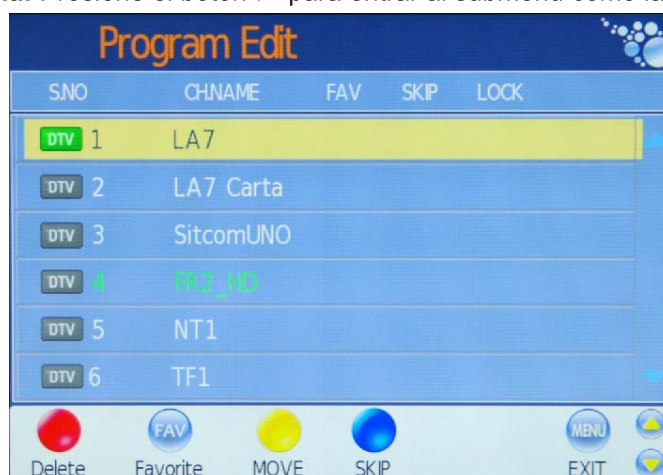 Program Edit
S.NO CH.NAME FAV SKIP LOCK
DTV 1 LA7
DTV 2 LA7 Carta
DTV 3 SitcomUNO
DTV 4 FR2_HD
DTV 5 NT1
DTV 6 TF1
FAV MENU
Delete Favorite MOVE SKIP EXIT